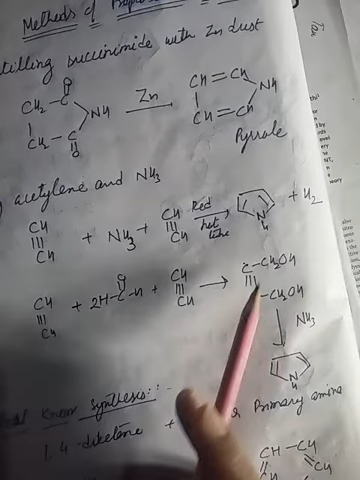 Methods of
stilling succinimide with Zn dust
O
CH2 - C
NH Zn CH = CH NH
CH2 - C CH = CH
O Pyrrole
acetylene and NH3
CH ≡ CH + NH3 + CH ≡ CH Red hot tube N H + H2
CH ≡ CH + 2H-C-H O + CH ≡ CH → C - CH2OH
≡ - CH2OH
NH3
N H
Knorr Synthesis:-
1,4-diketone + Primary amine
CH - CH
CH